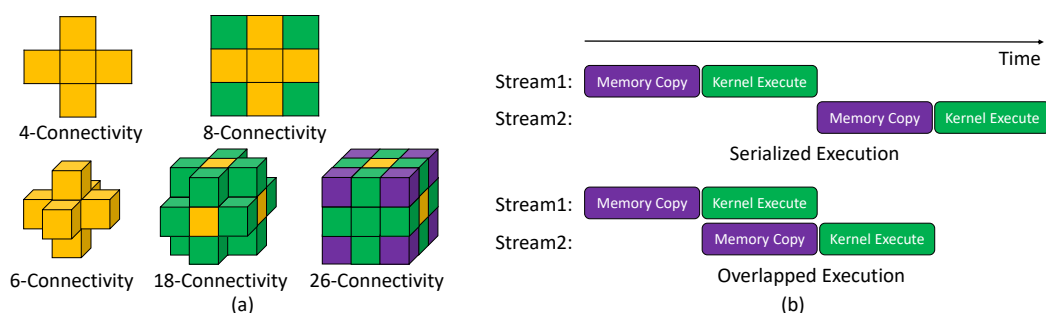 4-Connectivity
8-Connectivity
6-Connectivity
18-Connectivity
26-Connectivity
(a)
Time
Stream1:
Memory Copy
Kernel Execute
Stream2:
Memory Copy
Kernel Execute
Serialized Execution
Stream1:
Memory Copy
Kernel Execute
Stream2:
Memory Copy
Kernel Execute
Overlapped Execution
(b)